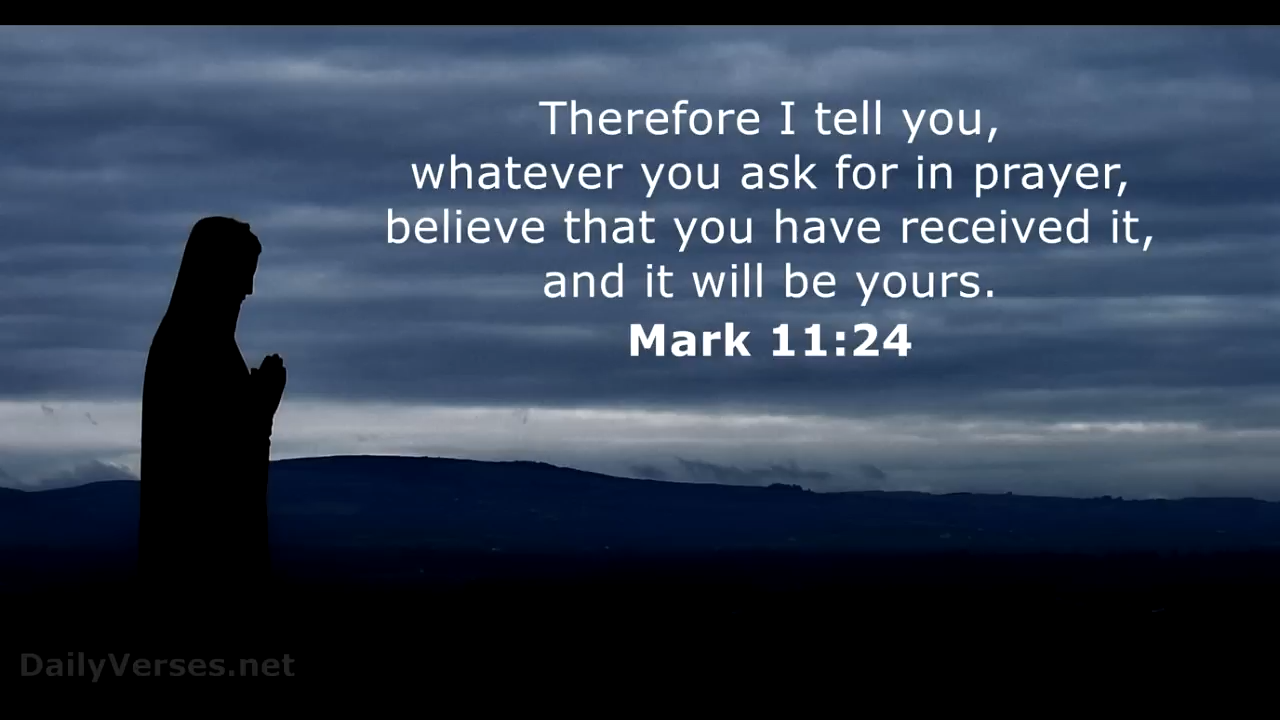 Therefore I tell you,
whatever you ask for in prayer,
believe that you have received it,
and it will be yours.
Mark 11:24
DailyVerses.net